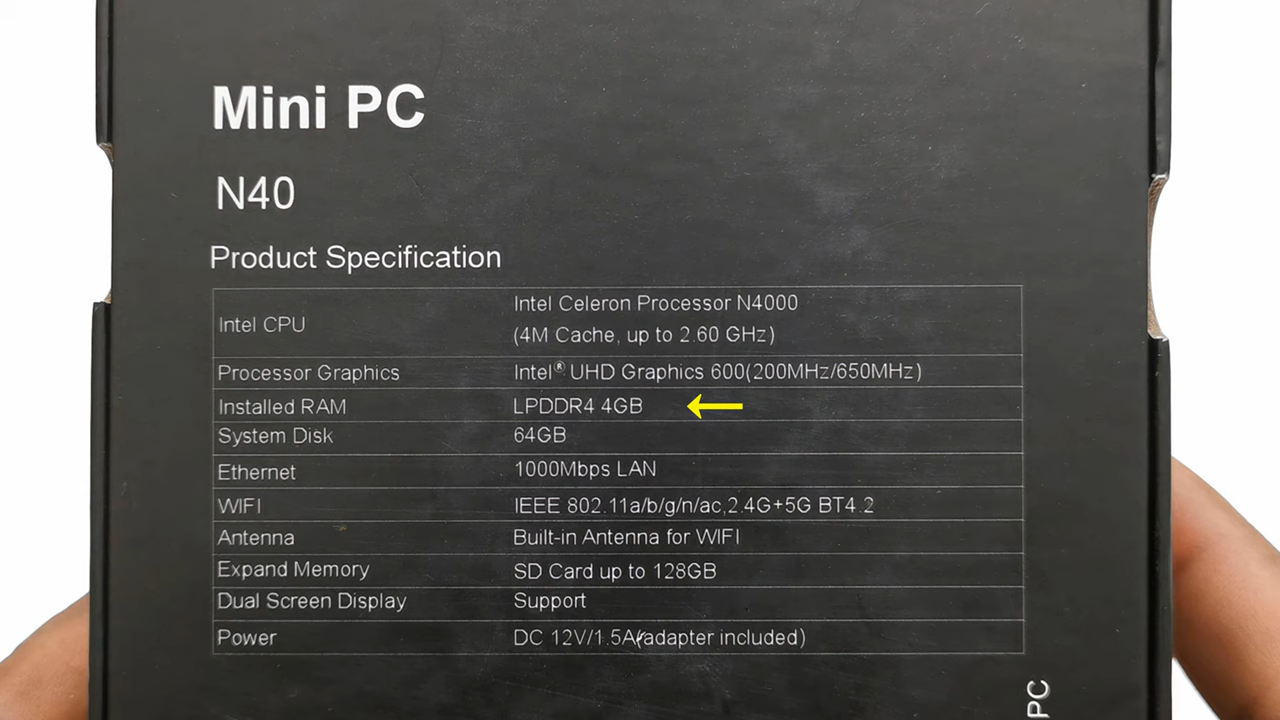 Mini PC
N40
Product Specification
Intel CPU
Intel Celeron Processor N4000
(4M Cache, up to 2.60 GHz)
Processor Graphics Intel® UHD Graphics 600(200MHz/650MHz)
Installed RAM LPDDR4 4GB
System Disk 64GB
Ethernet 1000Mbps LAN
WIFI IEEE 802.11a/b/g/n/ac,2.4G+5G BT4.2
Antenna Built-in Antenna for WIFI
Expand Memory SD Card up to 128GB
Dual Screen Display Support
Power DC 12V/1.5A(adapter included)
PC